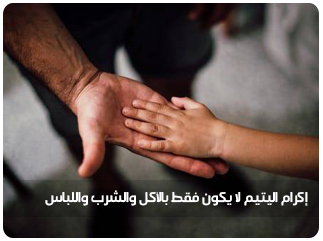 إكرام اليتيم لا يكون فقط بالاكل والشرب واللباس